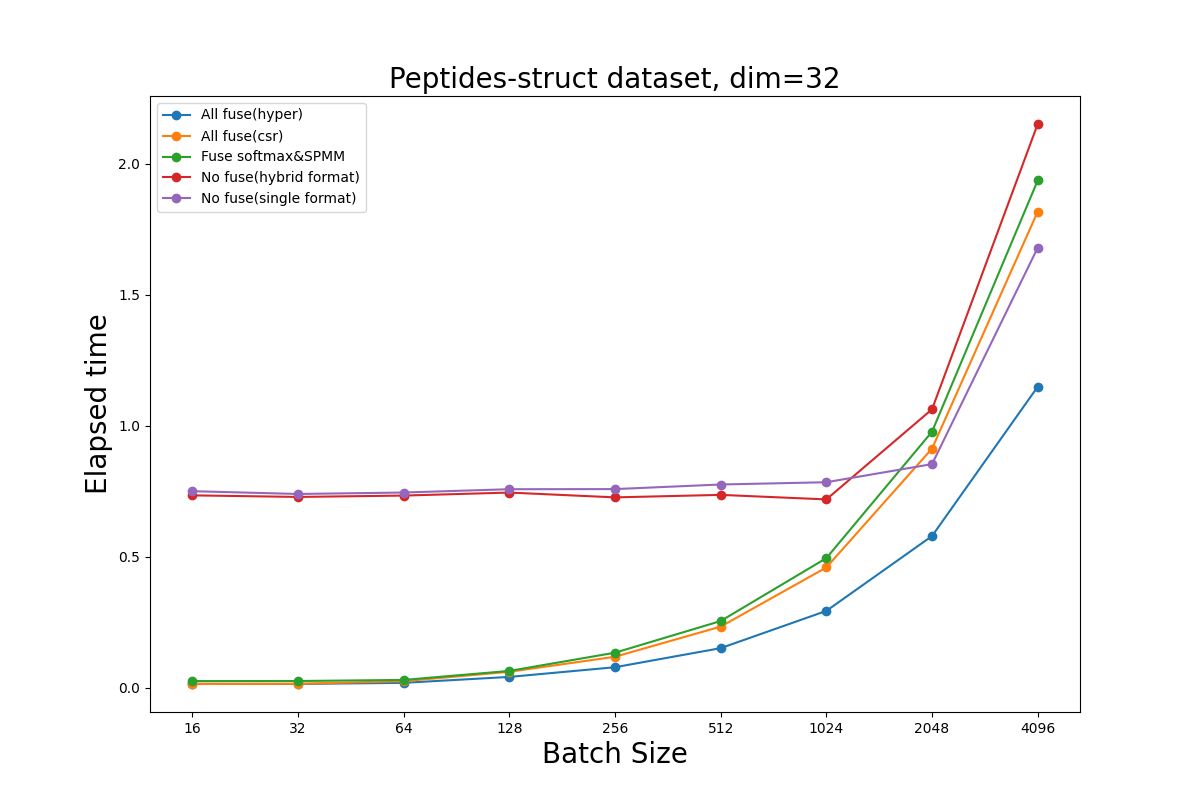 Peptides-struct dataset, dim=32
All fuse(hyper)
All fuse(csr)
Fuse softmax&SPMM
No fuse(hybrid format)
No fuse(single format)
Elapsed time
2.0
1.5
1.0
0.5
0.0
16 32 64 128 256 512 1024 2048 4096
Batch Size